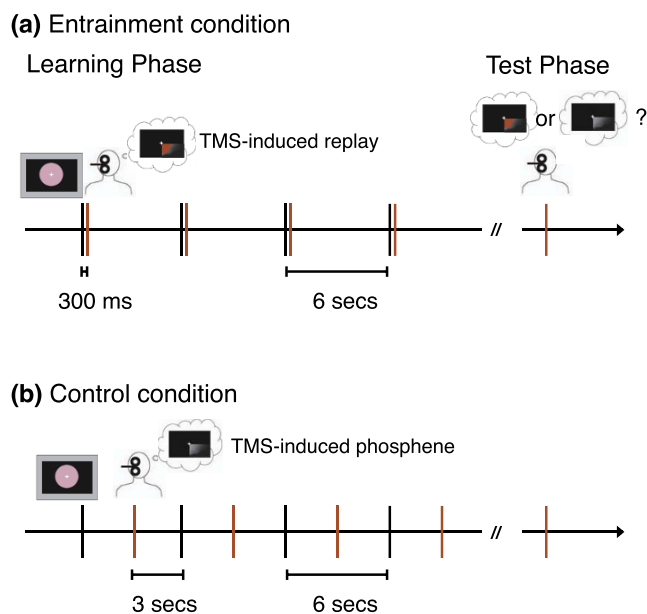 (a) Entrainment condition
Learning Phase
Test Phase
or
?
TMS-induced replay
//
300 ms
6 secs
(b) Control condition
TMS-induced phosphene
//
3 secs
6 secs